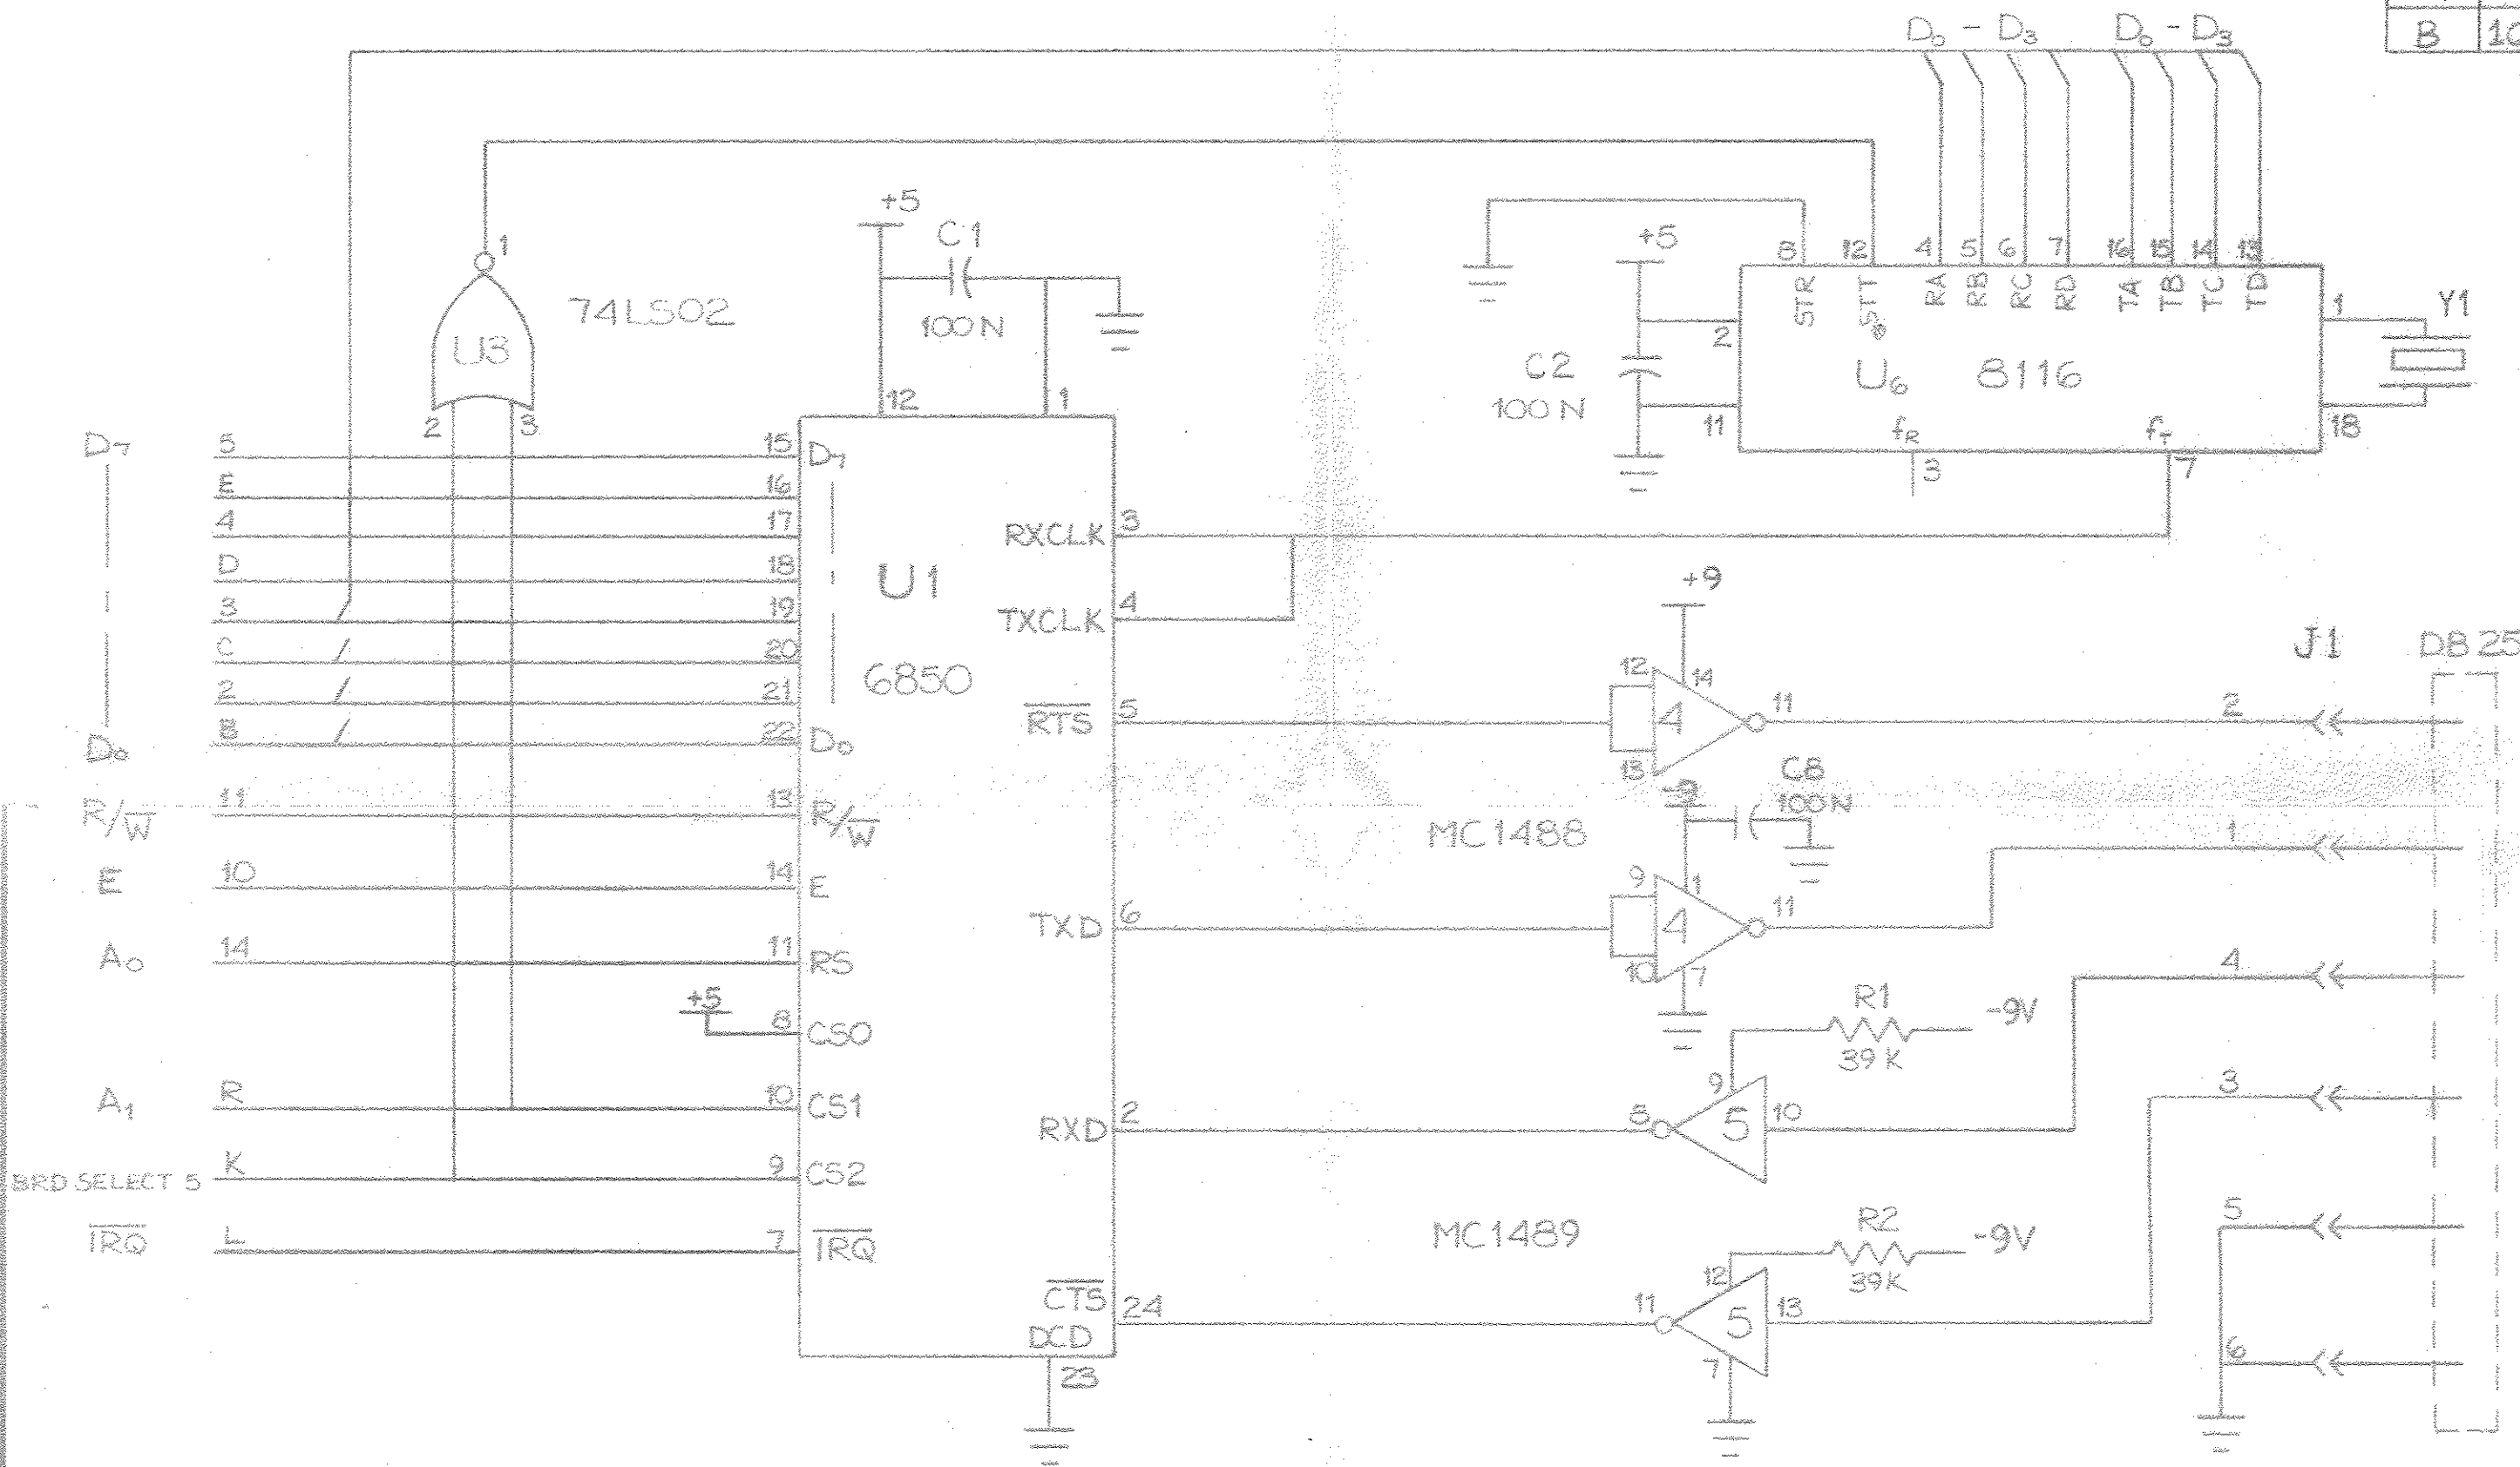 D0 - D3 D0 - D3
B
+5
C1
100N
1
74LS02
U3
2 3
+5
C2
100N
8 12 4 5 6 7 16 15 14 13
STR STT RA RB RC RD TA TB TC TD
2
11
U6 8116
fR fT
3
1
Y1
18
12 1
D7 5 15 D7
E 16
4 17
D 18
3 19
C 20
2 21
D0 B 22 D0
R/W 11 13 R/W
E 10 14 E
A0 14 11 RS
+5 8 CS0
A1 R 10 CS1
BRD SELECT 5 K 9 CS2
IRQ L 7 IRQ
U1
6850
RXCLK 3
TXCLK 4
RTS 5
TXD 6
RXD 2
CTS 24
DCD
23
7
+9
12 14
4 11
13
-9
C8
100N
MC1488
9 1
4 11
10 7
R1
39K
-9V
9
8 5 10
MC1489
R2
39K
-9V
12
11 5 13
7
J1 DB25
2
1
4
3
5
6